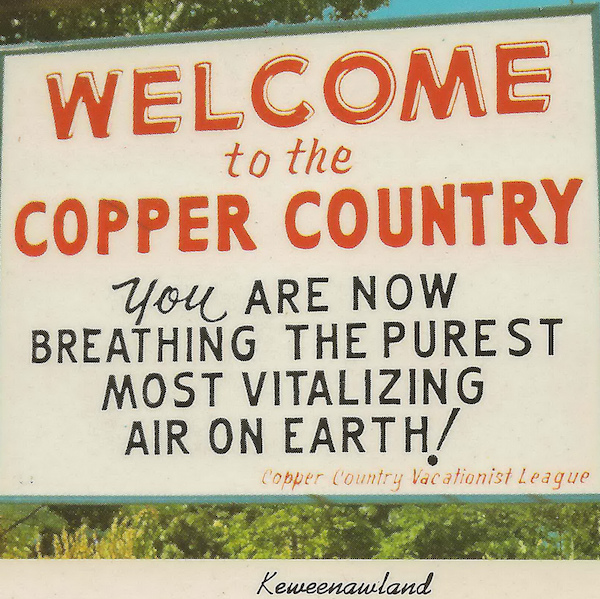 WELCOME
to the
COPPER COUNTRY
You ARE NOW
BREATHING THE PUREST
MOST VITALIZING
AIR ON EARTH!
Copper Country Vacationist League
Keweenawland